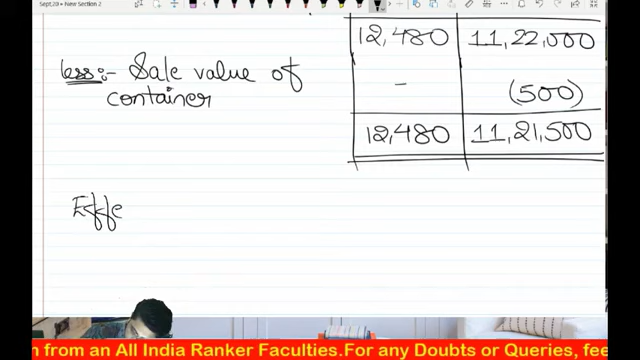 Sept,20 – New Section 2
12,480 11,22,000
Less:- Sale value of container - (500)
12,480 11,21,500
Effe
n from an All India Ranker Faculties.For any Doubts or Queries, fee